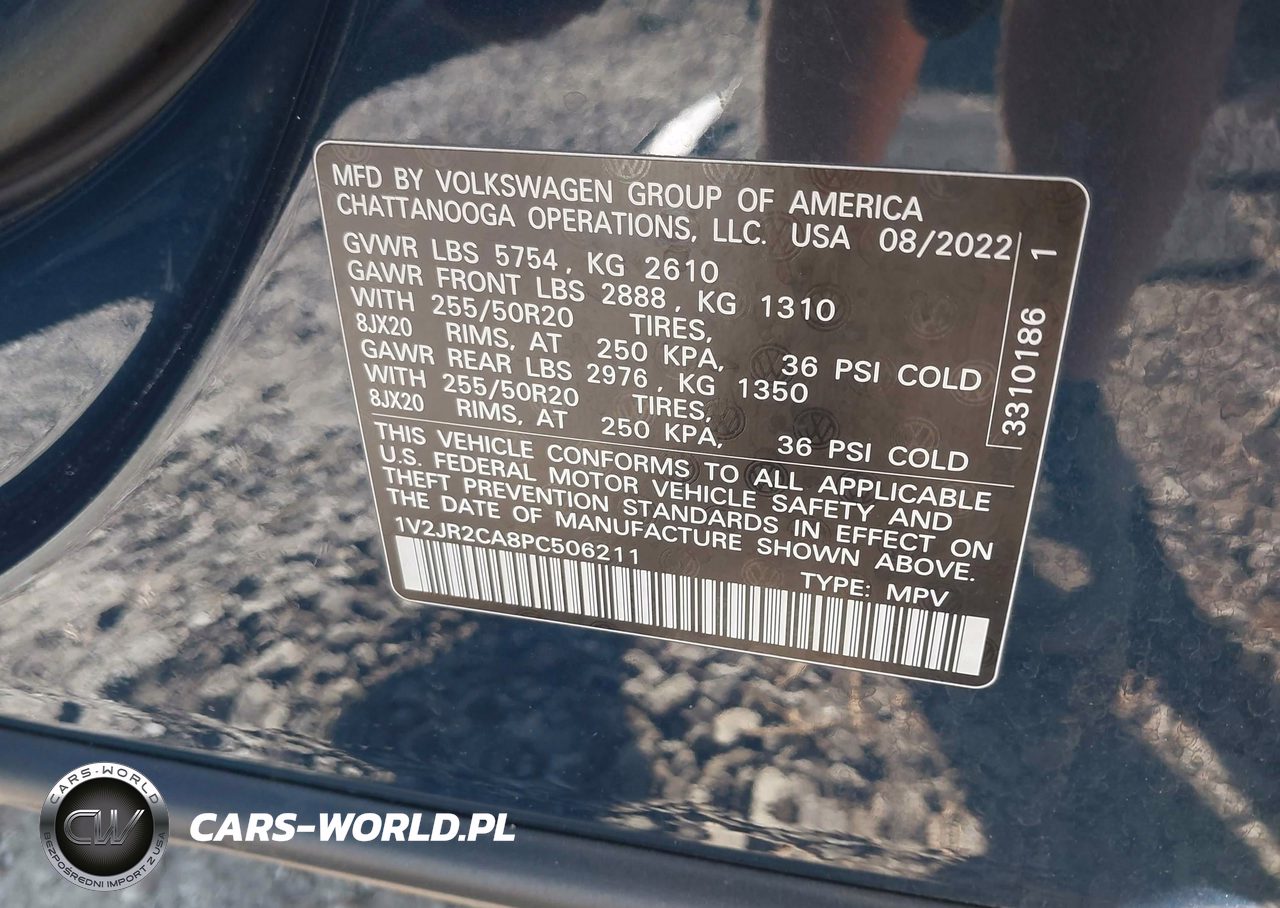 MFD BY VOLKSWAGEN GROUP OF AMERICA
CHATTANOOGA OPERATIONS, LLC. USA 08/2022
GVWR LBS 5754, KG 2610
GAWR FRONT LBS 2888, KG 1310
WITH 255/50R20 TIRES,
8JX20 RIMS, AT 250 KPA, 36 PSI COLD
GAWR REAR LBS 2976, KG 1350
WITH 255/50R20 TIRES,
8JX20 RIMS, AT 250 KPA, 36 PSI COLD
3310186 1
THIS VEHICLE CONFORMS TO ALL APPLICABLE
U.S. FEDERAL MOTOR VEHICLE SAFETY AND
THEFT PREVENTION STANDARDS IN EFFECT ON
THE DATE OF MANUFACTURE SHOWN ABOVE.
1V2JR2CA8PC506211
TYPE: MPV
CARS-WORLD
CW
BEZPOŚREDNI IMPORT Z USA
CARS-WORLD.PL